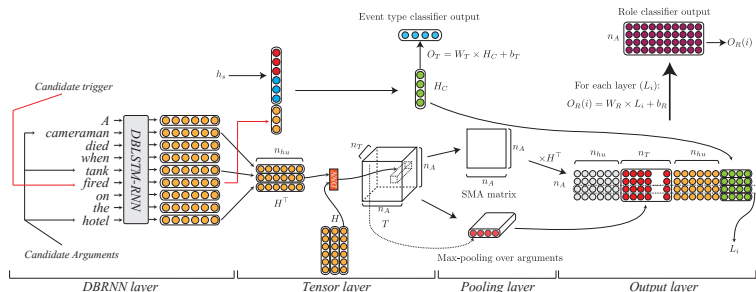 Event type classifier output
Role classifier output
n_A
O_R(i)
O_T = W_T × H_C + b_T
h_s
H_C
For each layer (L_i):
O_R(i) = W_R × L_i + b_R
Candidate trigger
A
cameraman
died
when
tank
fired
on
the
hotel
DBLSTM-RNN
Candidate Arguments
n_hu
H^⊤
H
n_T
n_A
n_A
T
n_A
n_A
SMA matrix
×H^⊤
Max-pooling over arguments
n_hu
n_T
n_hu
n_A
L_i
DBRNN layer
Tensor layer
Pooling layer
Output layer